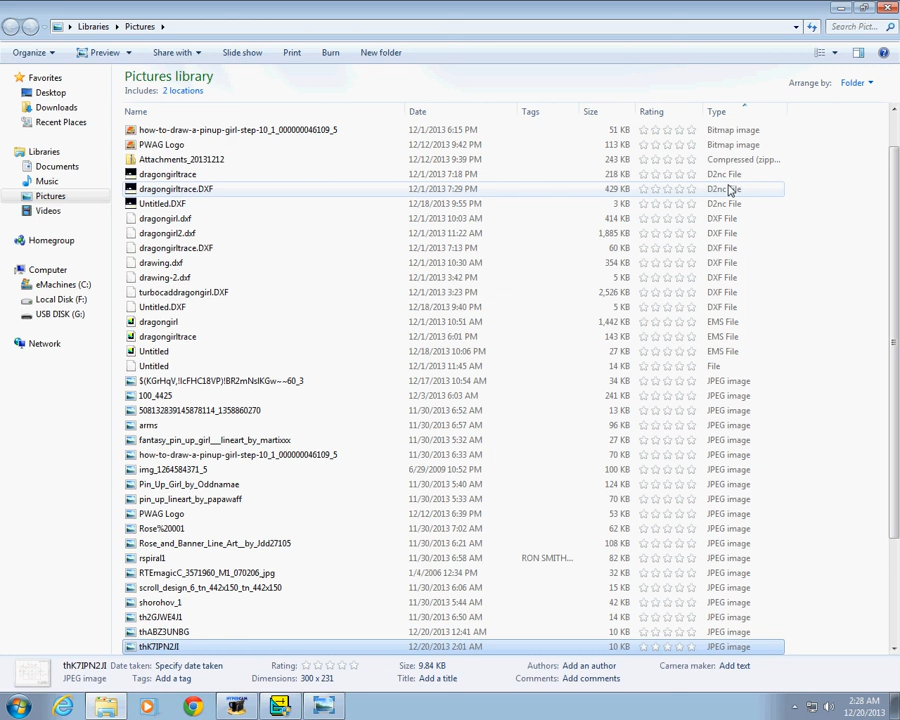 Libraries Pictures Search Pict...
Organize Preview Share with Slide show Print Burn New folder
Pictures library
Includes: 2 locations
Arrange by: Folder
Name Date Tags Size Rating Type
how-to-draw-a-pinup-girl-step-10_1_000000046109_5 12/1/2013 6:15 PM 51 KB Bitmap image
PWAG Logo 12/12/2013 9:42 PM 113 KB Bitmap image
Attachments_20131212 12/12/2013 9:39 PM 243 KB Compressed (zipp...
dragongirltrace 12/1/2013 7:18 PM 218 KB D2nc File
dragongirltrace.DXF 12/1/2013 7:29 PM 429 KB D2nc File
Untitled.DXF 12/18/2013 9:55 PM 3 KB D2nc File
dragongirl.dxf 12/1/2013 10:03 AM 414 KB DXF File
dragongirl2.dxf 12/1/2013 11:22 AM 1,885 KB DXF File
dragongirltrace.DXF 12/1/2013 7:13 PM 60 KB DXF File
drawing.dxf 12/1/2013 10:30 AM 354 KB DXF File
drawing-2.dxf 12/1/2013 3:42 PM 5 KB DXF File
turbocaddragongirl.DXF 12/1/2013 3:23 PM 2,526 KB DXF File
Untitled.DXF 12/18/2013 9:40 PM 3 KB DXF File
dragongirl 12/1/2013 10:51 AM 1,442 KB EMS File
dragongirltrace 12/1/2013 6:01 PM 143 KB EMS File
Untitled 12/18/2013 10:06 PM 27 KB EMS File
Untitled 12/1/2013 11:45 AM 34 KB File
$(KGrHqV,!lcFHC18VP)!BR2mNsIKGw~~60_3 12/17/2013 10:54 AM 32 KB JPEG image
100_4425 12/3/2013 6:03 AM 241 KB JPEG image
508132839145878114_1358860270 11/30/2013 6:52 AM 13 KB JPEG image
arms 11/30/2013 6:57 AM 96 KB JPEG image
fantasy_pin_up_girl__lineart_by_martixxx 11/30/2013 5:32 AM 27 KB JPEG image
how-to-draw-a-pinup-girl-step-10_1_000000046109_5 11/30/2013 6:33 AM 70 KB JPEG image
img_1264584371_5 6/29/2009 10:52 PM 100 KB JPEG image
Pin_Up_Girl_by_Oddnamae 11/30/2013 5:40 AM 124 KB JPEG image
pin_up_lineart_by_papawaff 11/30/2013 5:33 AM 70 KB JPEG image
PWAG Logo 12/12/2013 6:39 PM 53 KB JPEG image
Rose%20001 11/30/2013 7:02 AM 62 KB JPEG image
Rose_and_Banner_Line_Art__by_Jdd27105 11/30/2013 6:59 AM 108 KB JPEG image
rspiral1 11/30/2013 6:58 AM RON SMITH... 82 KB JPEG image
RTEmagicC_3571960_M1_070206_jpg 1/4/2006 12:34 PM 32 KB JPEG image
scroll_design_6_tn_442x150_tn_442x150 11/30/2013 6:06 AM 15 KB JPEG image
shorohov_1 11/30/2013 5:44 AM 42 KB JPEG image
th2GJWE4J1 11/30/2013 6:05 AM 17 KB JPEG image
thABZ3UNBG 12/20/2013 12:41 AM 10 KB JPEG image
thK7IPN2JI 12/20/2013 2:01 AM 10 KB JPEG image
Favorites
Desktop
Downloads
Recent Places
Libraries
Documents
Music
Pictures
Videos
Homegroup
Computer
eMachines (C:)
Local Disk (F:)
USB DISK (G:)
Network
thK7IPN2JI Date taken: Specify date taken Rating: Size: 9.84 KB Authors: Add an author Camera maker: Add text
JPEG image Tags: Add a tag Dimensions: 300 x 231 Title: Add a title Comments: Add comments
2:28 AM
12/20/2013